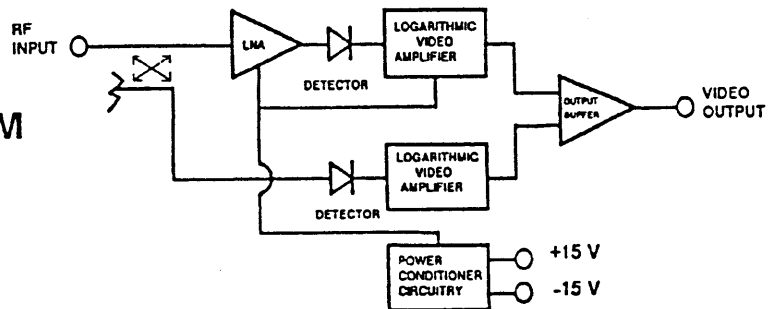 RF
INPUT
LNA
DETECTOR
LOGARITHMIC
VIDEO
AMPLIFIER
OUTPUT
BUFFER
VIDEO
OUTPUT
M
LOGARITHMIC
VIDEO
AMPLIFIER
DETECTOR
POWER
CONDITIONER
CIRCUITRY
+15 V
-15 V